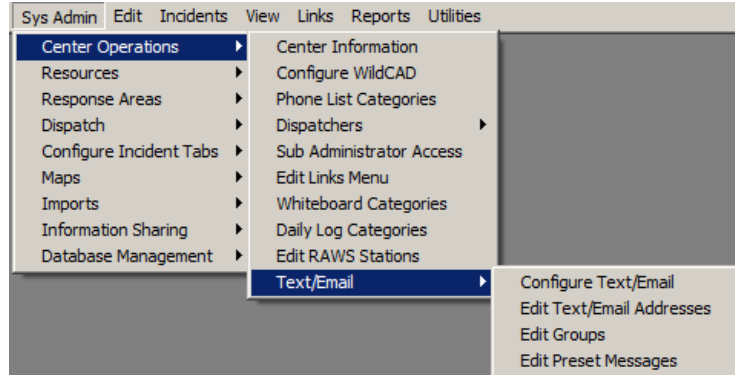 Sys Admin Edit Incidents View Links Reports Utilities
Center Operations
Resources
Response Areas
Dispatch
Configure Incident Tabs
Maps
Imports
Information Sharing
Database Management
Center Information
Configure WildCAD
Phone List Categories
Dispatchers
Sub Administrator Access
Edit Links Menu
Whiteboard Categories
Daily Log Categories
Edit RAWS Stations
Text/Email
Configure Text/Email
Edit Text/Email Addresses
Edit Groups
Edit Preset Messages